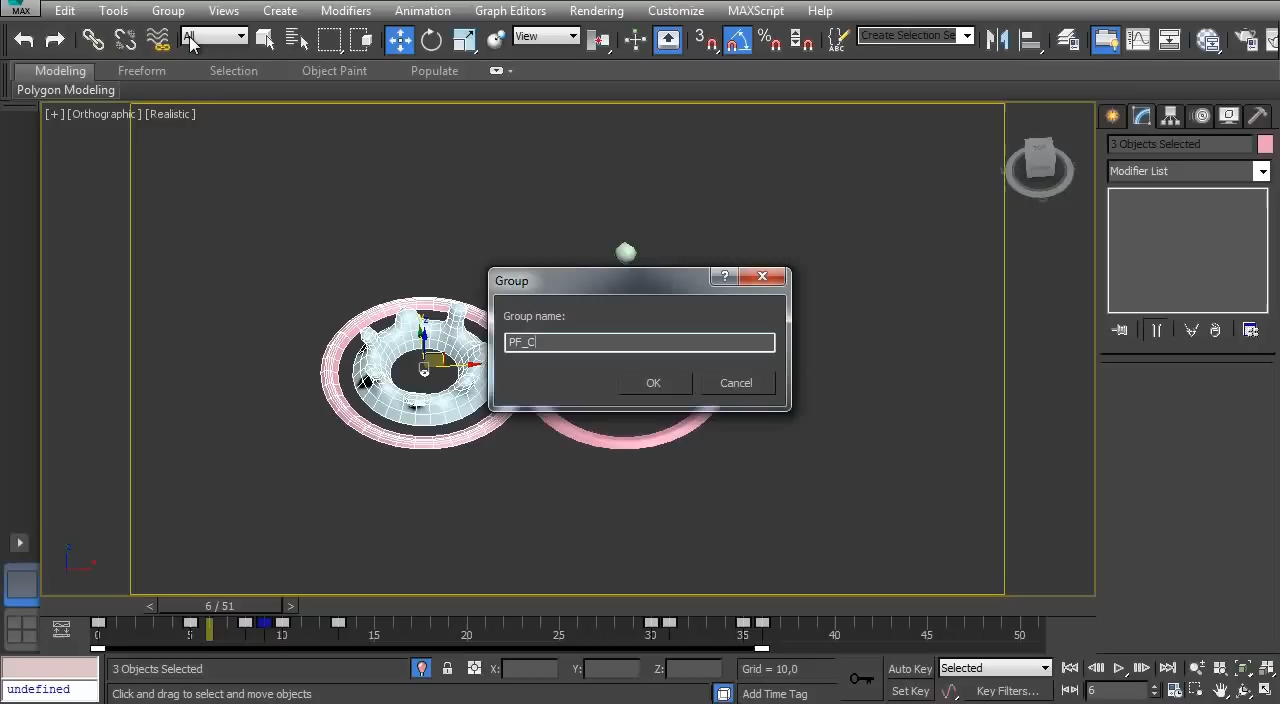 MAX
Edit Tools Group Views Create Modifiers Animation Graph Editors Rendering Customize MAXScript Help
All View 3 % ABC Create Selection Se
Modeling Freeform Selection Object Paint Populate
Polygon Modeling
[+] [Orthographic] [Realistic]
3 Objects Selected
Modifier List
Group
Group name:
PF_C
OK Cancel
< 6 / 51 >
0 5 10 15 20 25 30 35 40 45 50
3 Objects Selected X: Y: Z: Grid = 10,0 Auto Key Selected
undefined Click and drag to select and move objects Add Time Tag Set Key Key Filters... 6